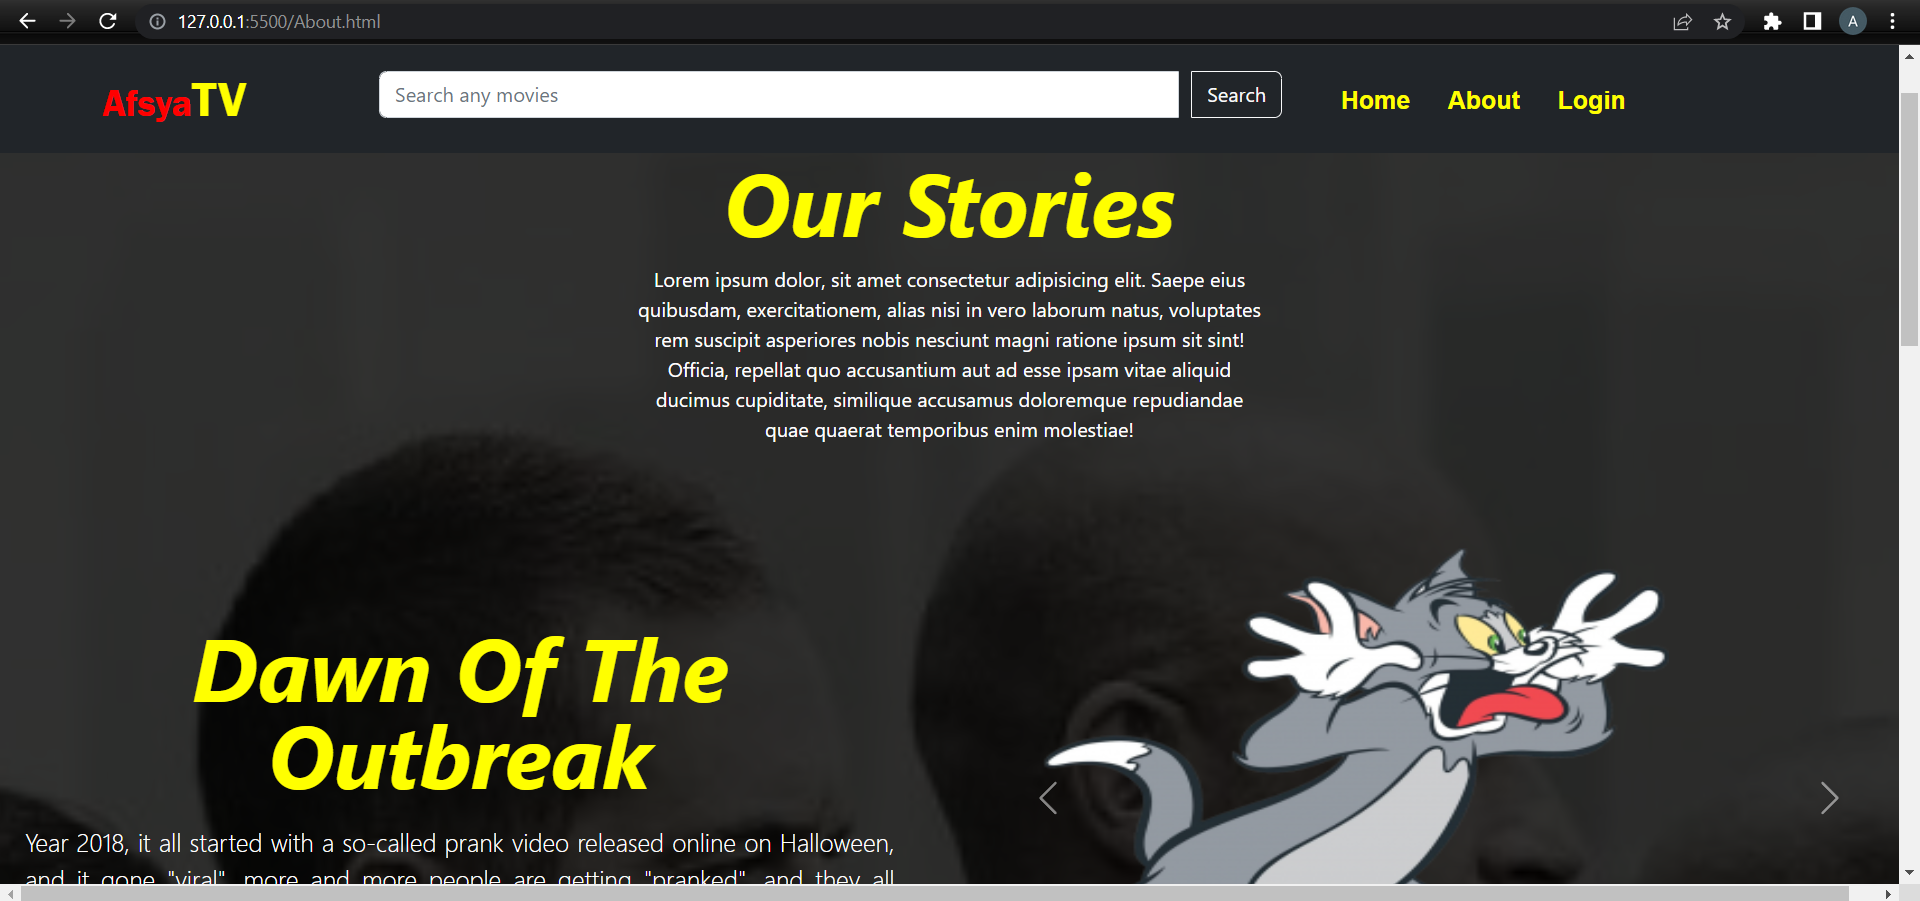 127.0.0.1:5500/About.html
A
AfsyaTV
Search any movies
Search
Home
About
Login
Our Stories
Lorem ipsum dolor, sit amet consectetur adipisicing elit. Saepe eius
quibusdam, exercitationem, alias nisi in vero laborum natus, voluptates
rem suscipit asperiores nobis nesciunt magni ratione ipsum sit sint!
Officia, repellat quo accusantium aut ad esse ipsam vitae aliquid
ducimus cupiditate, similique accusamus doloremque repudiandae
quae quaerat temporibus enim molestiae!
Dawn Of The
Outbreak
Year 2018, it all started with a so-called prank video released online on Halloween,
and it gone "viral", more and more people are getting "pranked", and they all